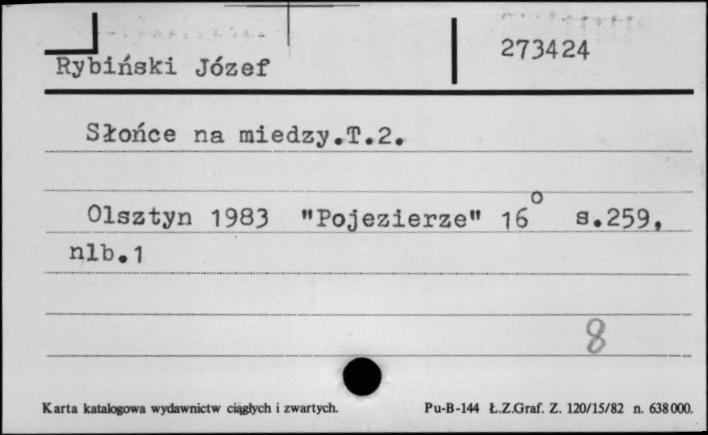 Rybiński Józef 273424
Słońce na miedzy.T.2.
Olsztyn 1983 "Pojezierze" 16° s.259,
nlb.1
8
Karta katalogowa wydawnictw ciągłych i zwartych. Pu-B-144 Ł.Z.Graf. Z. 120/15/82 n. 638000.